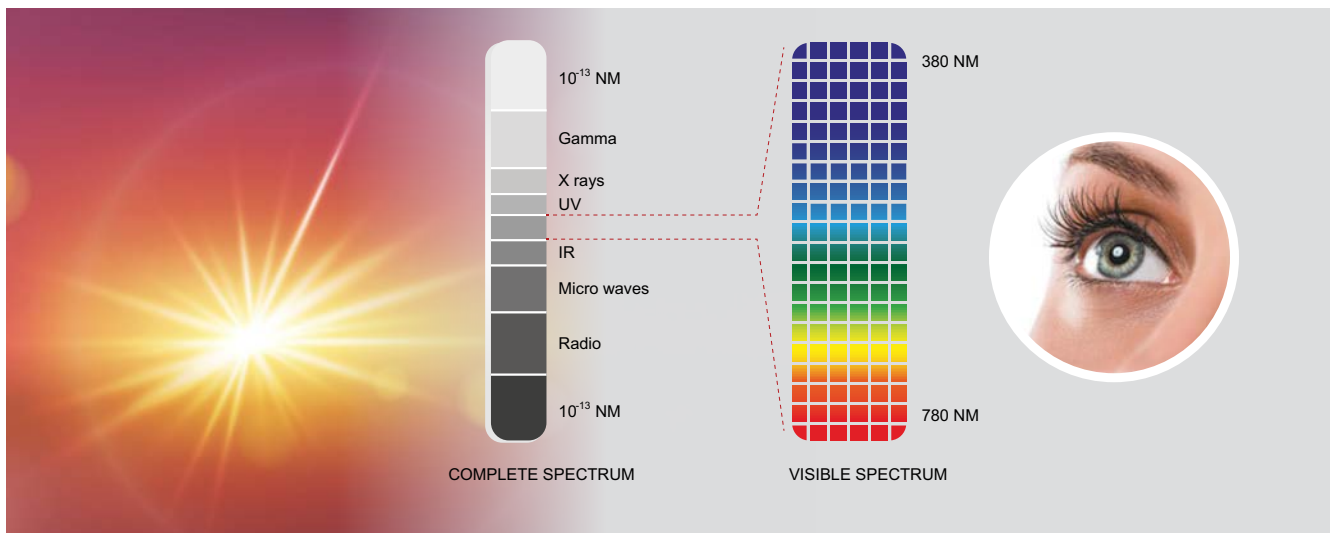 10⁻¹³ NM
Gamma
X rays
UV
IR
Micro waves
Radio
10⁻¹³ NM
COMPLETE SPECTRUM
380 NM
780 NM
VISIBLE SPECTRUM